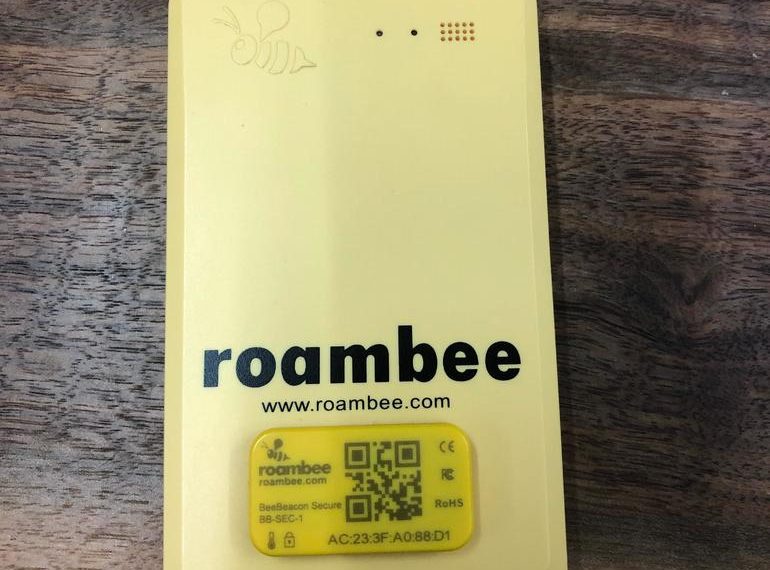 roambee
www.roambee.com
roambee
roambee.com
BeeBeacon Secure
BB-SEC-1
CE
FC
RoHS
AC:23:3F:A0:88:D1